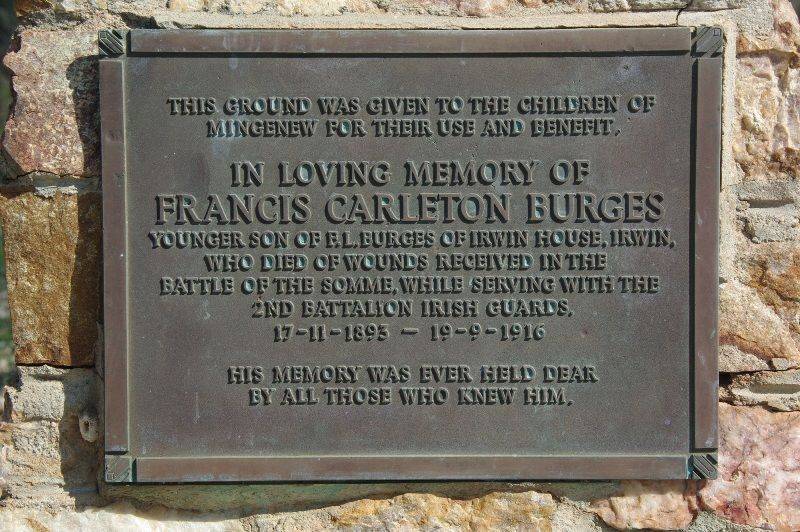 THIS GROUND WAS GIVEN TO THE CHILDREN OF
MINGENEW FOR THEIR USE AND BENEFIT.
IN LOVING MEMORY OF
FRANCIS CARLETON BURGES
YOUNGER SON OF F.L. BURGES OF IRWIN HOUSE, IRWIN,
WHO DIED OF WOUNDS RECEIVED IN THE
BATTLE OF THE SOMME, WHILE SERVING WITH THE
2ND BATTALION IRISH GUARDS.
17-11-1893 - 19-9-1916
HIS MEMORY WAS EVER HELD DEAR
BY ALL THOSE WHO KNEW HIM.